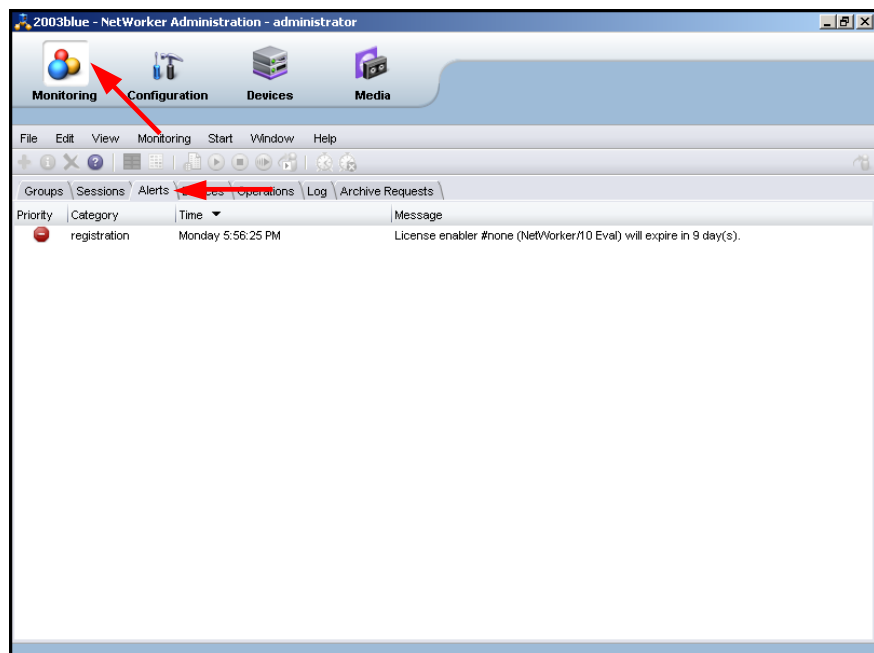 2003blue - NetWorker Administration - administrator
Monitoring Configuration Devices Media
File Edit View Monitoring Start Window Help
Groups Sessions Alerts Devices Operations Log Archive Requests
Priority Category Time Message
registration Monday 5:56:25 PM License enabler #none (NetWorker/10 Eval) will expire in 9 day(s).